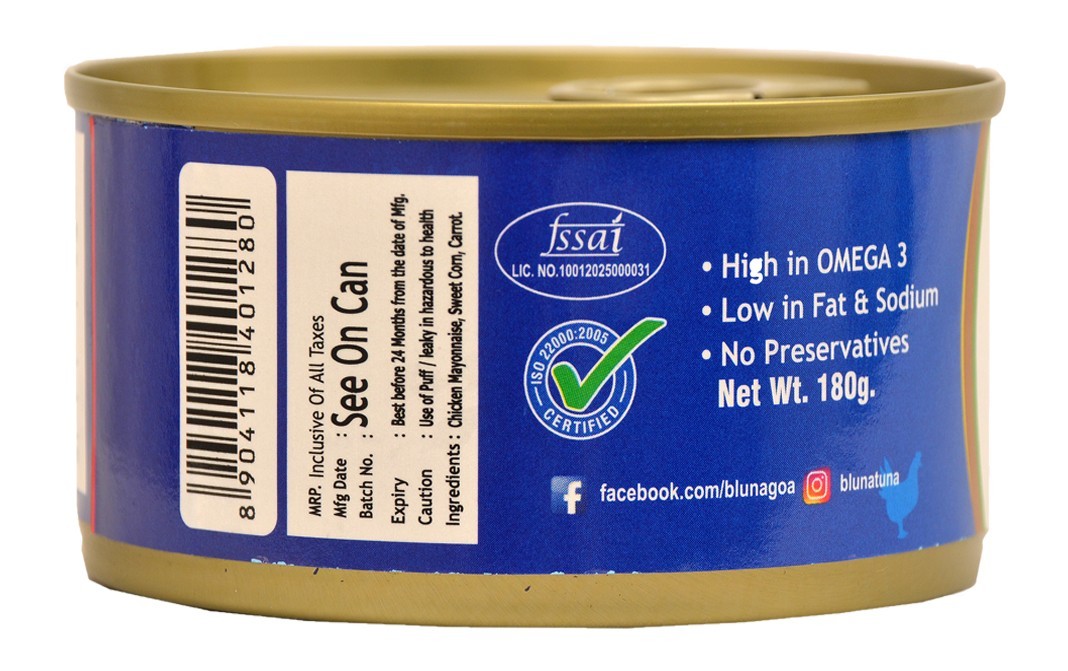 8 904118 401280
MRP. Inclusive Of All Taxes
Mfg Date : See On Can
Batch No. :
Expiry : Best before 24 Months from the date of Mfg.
Caution : Use of Puff / leaky in hazardous to health
Ingredients : Chicken Mayonnaise, Sweet Corn, Carrot.
fssai
LIC. NO.10012025000031
ISO 22000:2005
CERTIFIED
• High in OMEGA 3
• Low in Fat & Sodium
• No Preservatives
Net Wt. 180g.
facebook.com/blunagoa
blunatuna